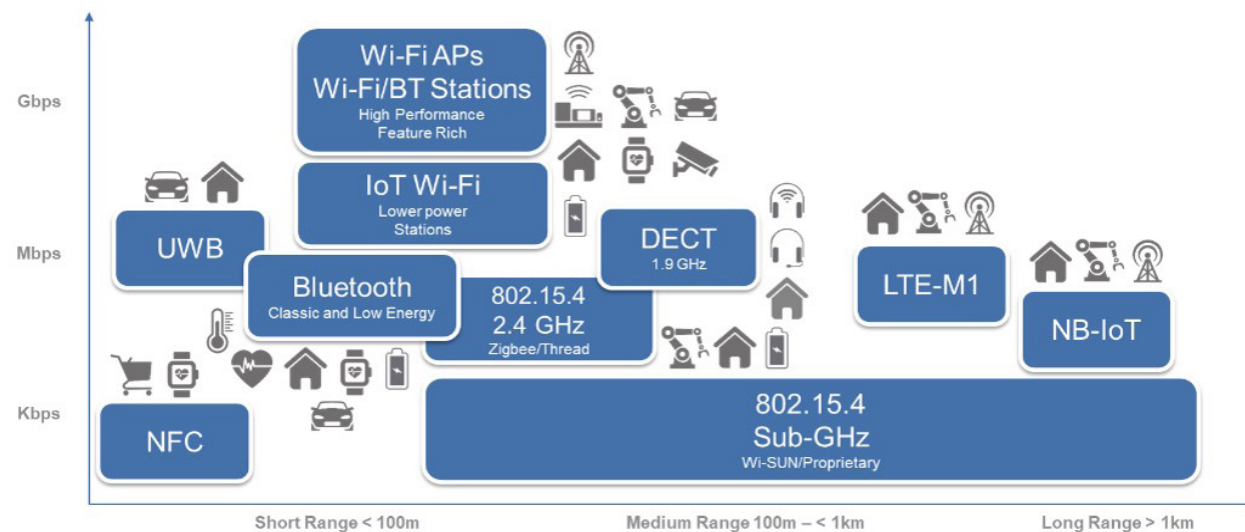 Gbps
Mbps
Kbps
Wi-Fi APs
Wi-Fi/BT Stations
High Performance
Feature Rich
IoT Wi-Fi
Lower power
Stations
UWB
Bluetooth
Classic and Low Energy
802.15.4
2.4 GHz
Zigbee/Thread
DECT
1.9 GHz
LTE-M1
NB-IoT
NFC
802.15.4
Sub-GHz
Wi-SUN/Proprietary
Short Range < 100m
Medium Range 100m – < 1km
Long Range > 1km